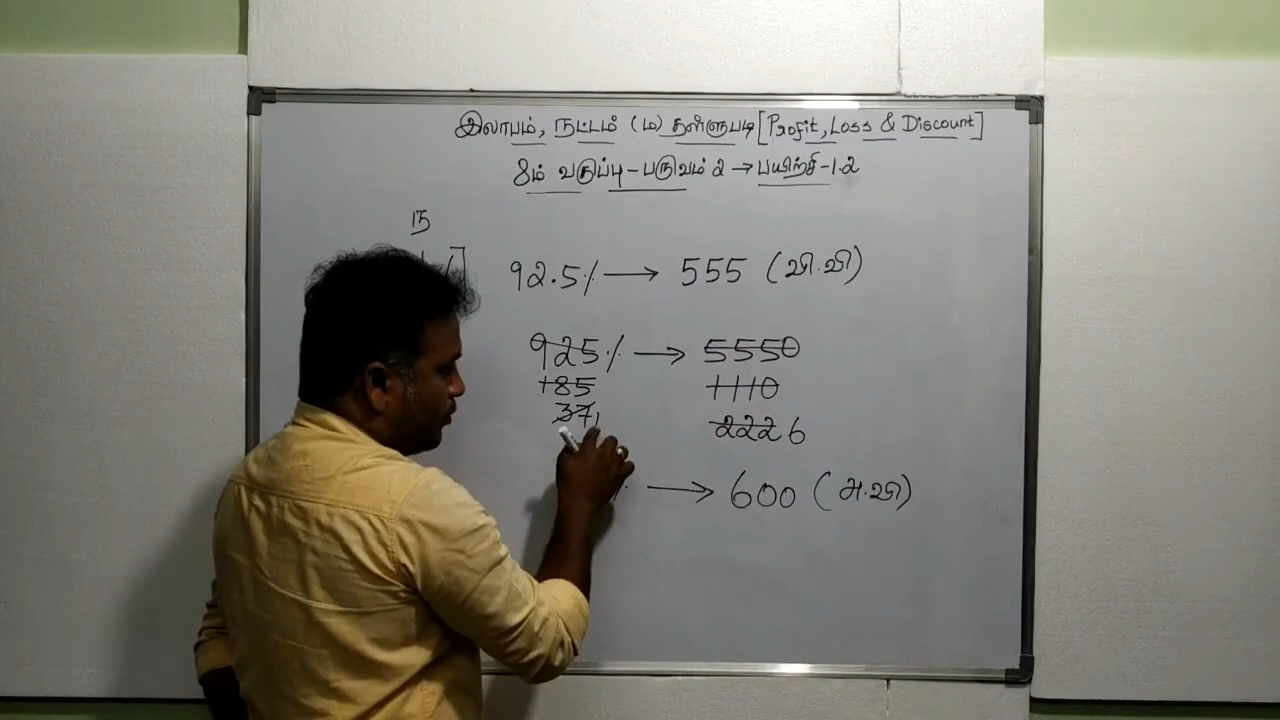 இலாபம், நட்டம் (ம) தள்ளுபடி [Profit, Loss & Discount]
8ம் வகுப்பு - பருவம் 2 → பயிற்சி - 1.2
15
92.5% → 555 (வி.வி)
925% → 5550
185 1110
37 1 222 6
% → 600 (அ.வி)